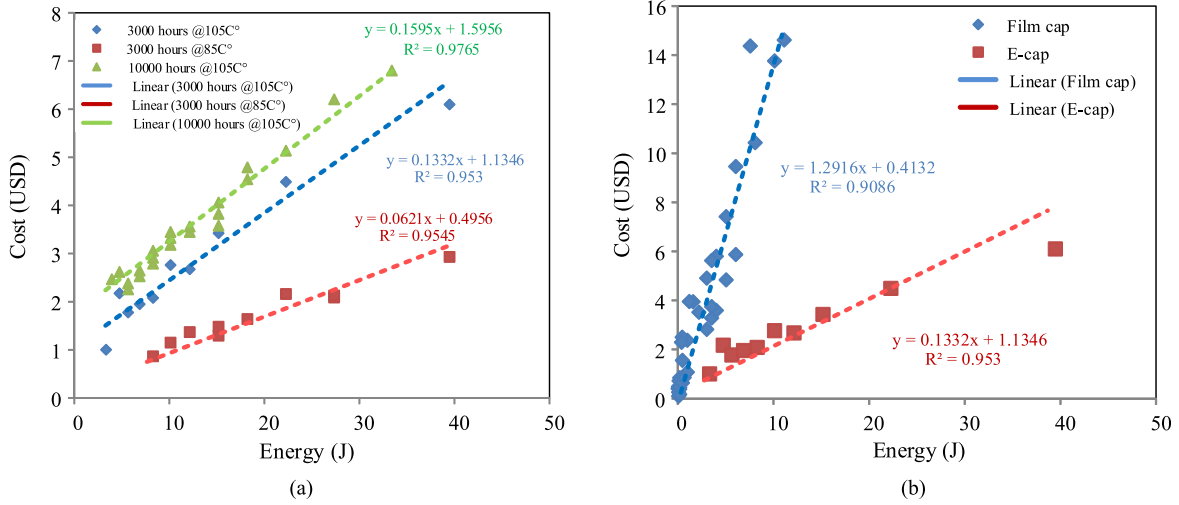 8
7
6
5
4
3
2
1
0
Cost (USD)
3000 hours @105C°
3000 hours @85C°
10000 hours @105C°
Linear (3000 hours @105C°)
Linear (3000 hours @85C°)
Linear (10000 hours @105C°)
y = 0.1595x + 1.5956
R² = 0.9765
y = 0.1332x + 1.1346
R² = 0.953
y = 0.0621x + 0.4956
R² = 0.9545
0 10 20 30 40 50
Energy (J)
(a)
16
14
12
10
8
6
4
2
0
Cost (USD)
Film cap
E-cap
Linear (Film cap)
Linear (E-cap)
y = 1.2916x + 0.4132
R² = 0.9086
y = 0.1332x + 1.1346
R² = 0.953
0 10 20 30 40 50
Energy (J)
(b)